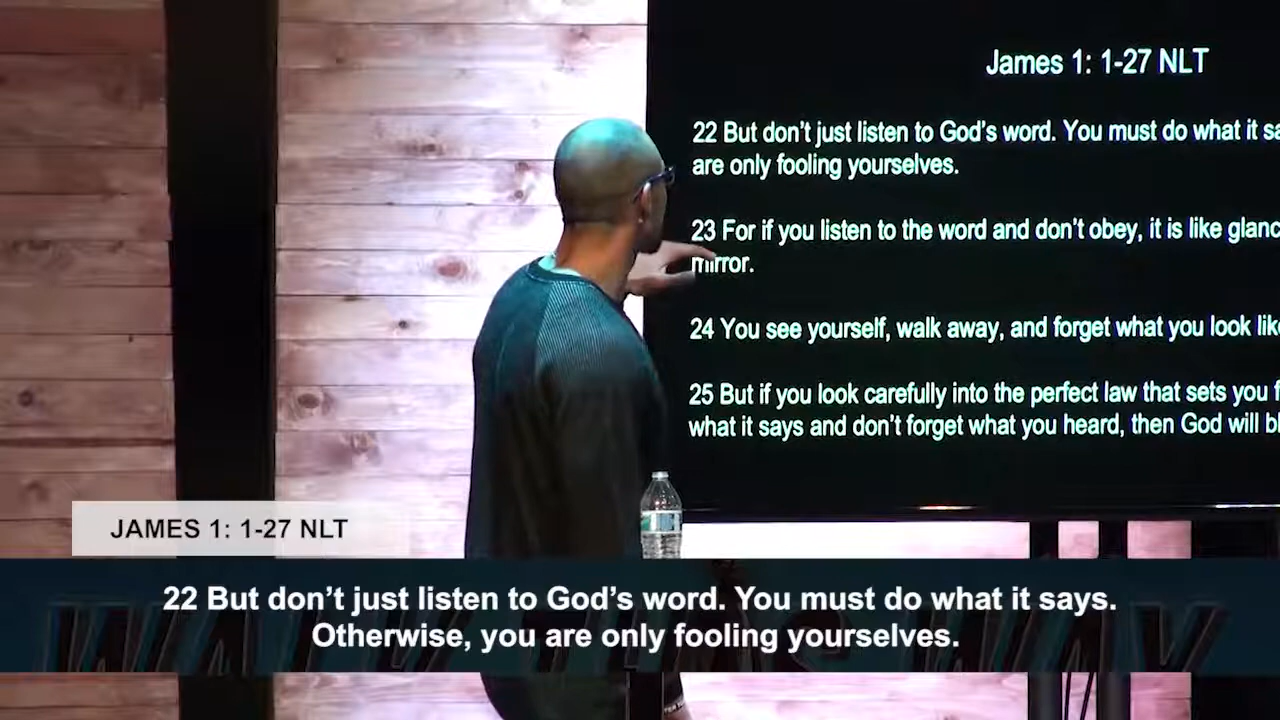 James 1: 1-27 NLT
22 But don't just listen to God's word. You must do what it sa
are only fooling yourselves.
23 For if you listen to the word and don't obey, it is like glanc
mirror.
24 You see yourself, walk away, and forget what you look lik
25 But if you look carefully into the perfect law that sets you f
what it says and don't forget what you heard, then God will bl
JAMES 1: 1-27 NLT
22 But don't just listen to God's word. You must do what it says.
Otherwise, you are only fooling yourselves.
WALK THIS WAY